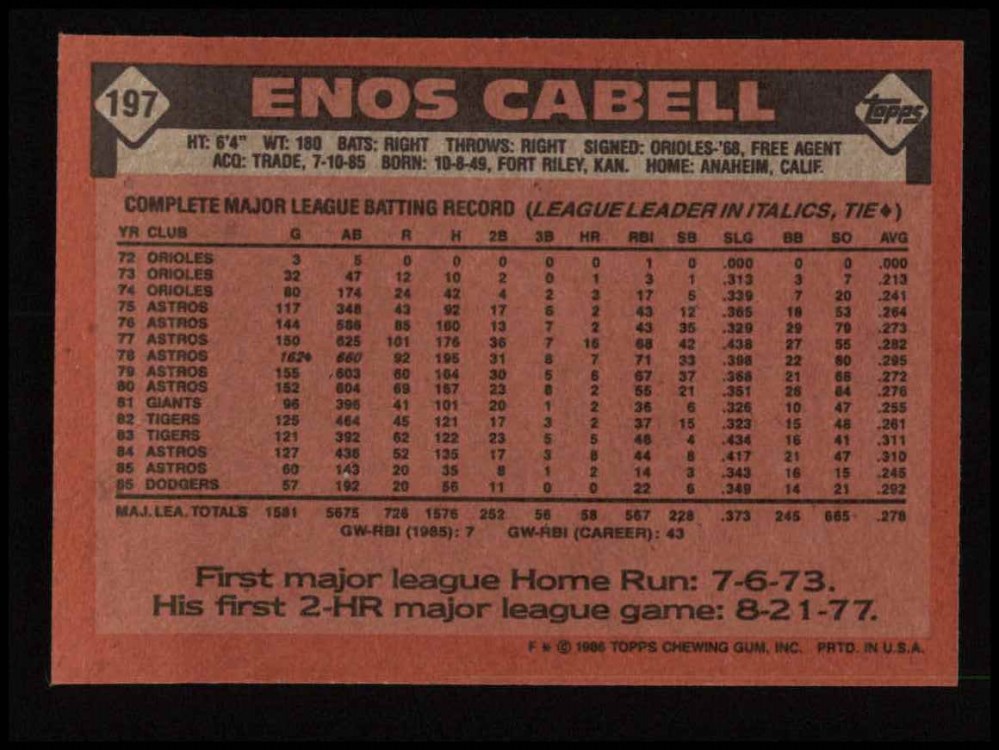 197
ENOS CABELL
Topps
HT: 6'4" WT: 180 BATS: RIGHT THROWS: RIGHT SIGNED: ORIOLES-'68, FREE AGENT
ACQ: TRADE, 7-10-85 BORN: 10-8-49, FORT RILEY, KAN. HOME: ANAHEIM, CALIF.
COMPLETE MAJOR LEAGUE BATTING RECORD (LEAGUE LEADER IN ITALICS, TIE♦)
YR CLUB G AB R H 2B 3B HR RBI SB SLG BB SO AVG
72 ORIOLES 3 5 0 0 0 0 0 1 0 .000 0 0 .000
73 ORIOLES 32 47 12 10 2 0 1 3 1 .313 3 7 .213
74 ORIOLES 80 174 24 42 4 2 3 17 5 .339 7 20 .241
75 ASTROS 117 348 43 92 17 6 2 43 12 .365 18 53 .264
76 ASTROS 144 586 85 160 13 7 2 43 35 .329 29 79 .273
77 ASTROS 150 625 101 176 36 7 16 68 42 .438 27 55 .282
78 ASTROS 162♦ 660 92 195 31 8 7 71 33 .398 22 80 .295
79 ASTROS 155 603 60 164 30 5 6 67 37 .368 21 68 .272
80 ASTROS 152 604 69 167 23 8 2 55 21 .351 26 84 .276
81 GIANTS 96 396 41 101 20 1 2 36 6 .326 10 47 .255
82 TIGERS 125 464 45 121 17 3 2 37 15 .323 15 48 .261
83 TIGERS 121 392 62 122 23 5 5 46 4 .434 16 41 .311
84 ASTROS 127 436 52 135 17 3 8 44 8 .417 21 47 .310
85 ASTROS 60 143 20 35 8 1 2 14 3 .343 16 15 .245
85 DODGERS 57 192 20 56 11 0 0 22 6 .349 14 21 .292
MAJ. LEA. TOTALS 1581 5675 726 1576 252 56 58 567 228 .373 245 665 .278
GW-RBI (1985): 7 GW-RBI (CAREER): 43
First major league Home Run: 7-6-73.
His first 2-HR major league game: 8-21-77.
F * © 1986 TOPPS CHEWING GUM, INC. PRTD. IN U.S.A.